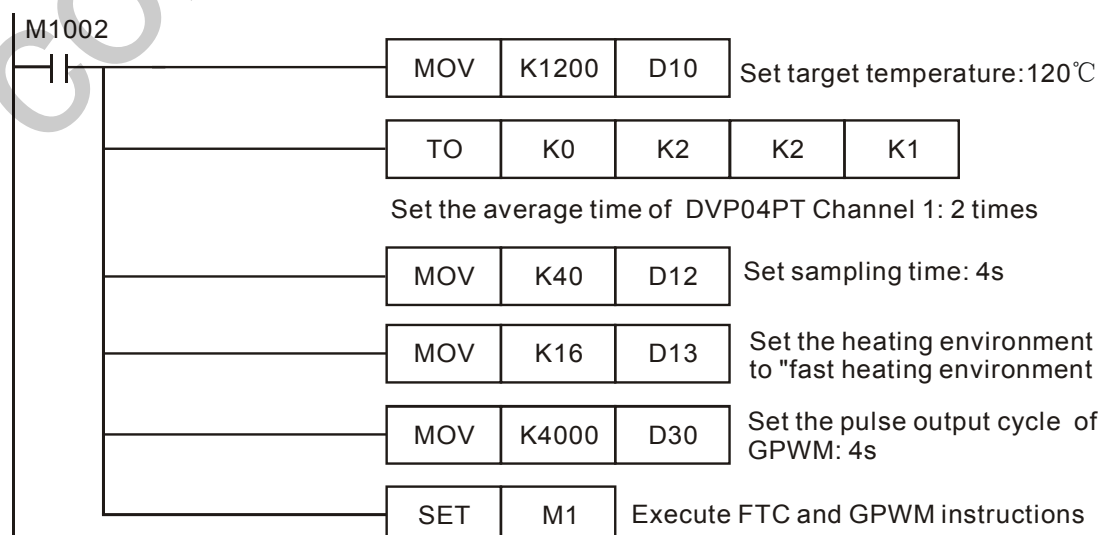 M1002
MOV K1200 D10 Set target temperature:120℃
TO K0 K2 K2 K1
Set the average time of DVP04PT Channel 1: 2 times
MOV K40 D12 Set sampling time: 4s
MOV K16 D13 Set the heating environment
to "fast heating environment
MOV K4000 D30 Set the pulse output cycle of
GPWM: 4s
SET M1 Execute FTC and GPWM instructions